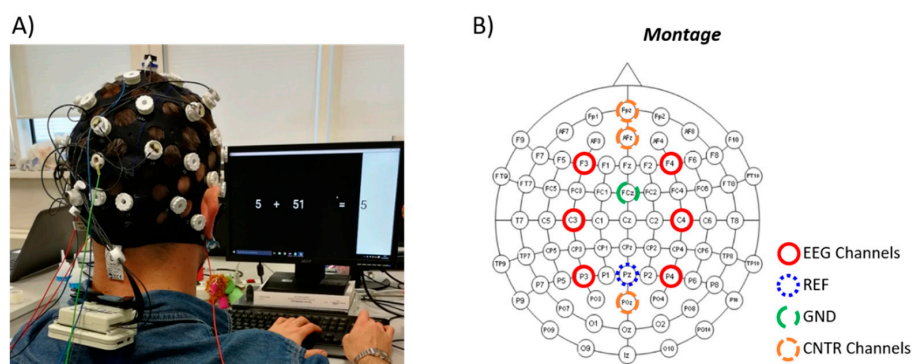 A)
5 + 51 = 5
B)
Montage
Fpz
Fp1 Fp2
AF7 AFz AF8
AF3 AF4
F9 F10
F7 F5 F3 F1 Fz F2 F4 F6 F8
FT9 FT7 FC5 FC3 FC1 FCz FC2 FC4 FC6 FT8 FT10
T7 C5 C3 C1 Cz C2 C4 C6 T8
TP9 TP7 CP5 CP3 CP1 CPz CP2 CP4 CP6 TP8 TP10
P9 P7 P5 P3 P1 Pz P2 P4 P6 P8 P10
PO7 PO3 POz PO4 PO8
PO9 O1 Oz O2 PO10
O9 Iz O10
EEG Channels
REF
GND
CNTR Channels